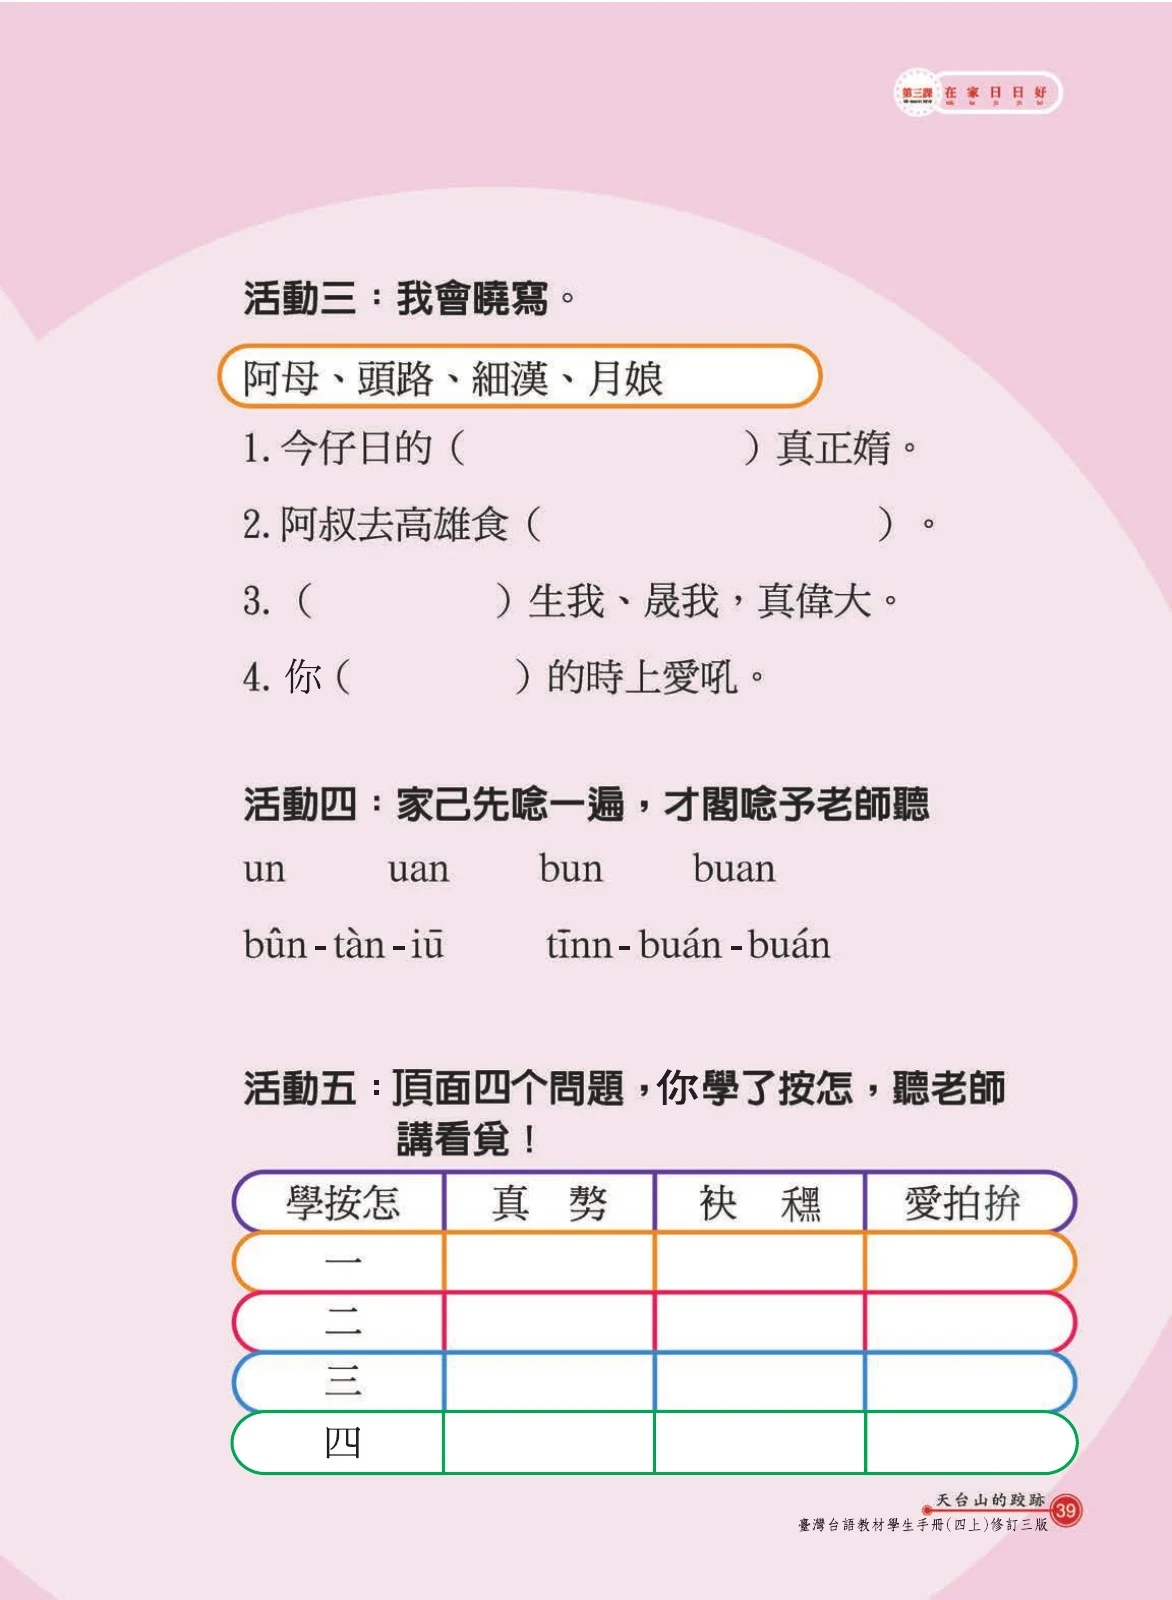 第三課 在家日日好
活動三：我會曉寫。
阿母、頭路、細漢、月娘
1. 今仔日的（　　　　　　　）真正媠。
2. 阿叔去高雄食（　　　　　　　　　）。
3.（　　　　　）生我、晟我，真偉大。
4. 你（　　　　）的時上愛吼。
活動四：家己先唸一遍，才閣唸予老師聽
un uan bun buan
bûn-tàn-iū tīnn-buán-buán
活動五：頂面四个問題，你學了按怎，聽老師
講看覓！
學按怎 真 勢 袂 穤 愛拍拚
一
二
三
四
天台山的跤跡
臺灣台語教材學生手冊(四上)修訂三版
39